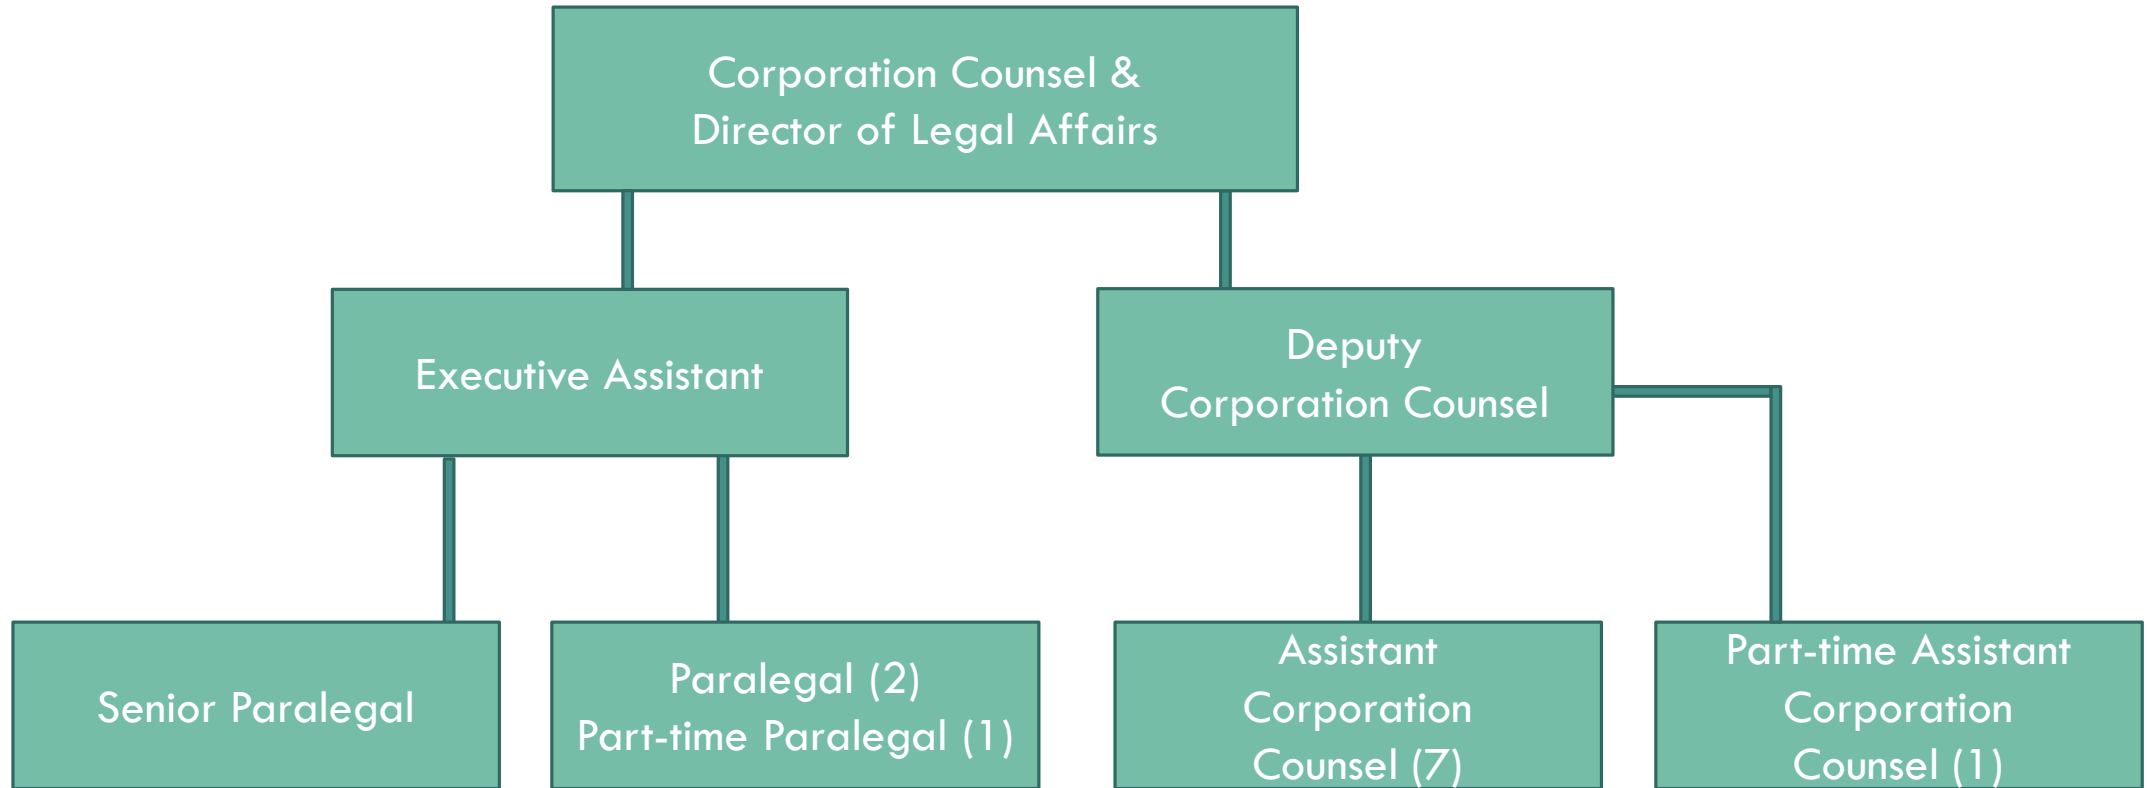 Corporation Counsel &
Director of Legal Affairs
Executive Assistant
Deputy
Corporation Counsel
Senior Paralegal
Paralegal (2)
Part-time Paralegal (1)
Assistant
Corporation
Counsel (7)
Part-time Assistant
Corporation
Counsel (1)